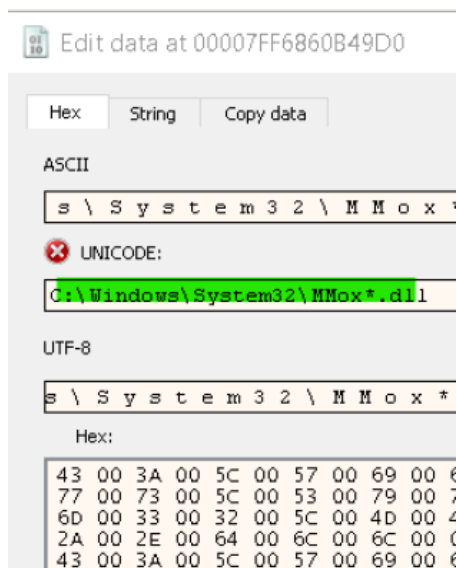 Edit data at 00007FF6860B49D0
Hex String Copy data
ASCII
s \ S y s t e m 3 2 \ M M o x *
UNICODE:
C:\Windows\System32\MMox*.dll
UTF-8
s \ S y s t e m 3 2 \ M M o x *
Hex:
43 00 3A 00 5C 00 57 00 69 00
77 00 73 00 5C 00 53 00 79 00
6D 00 33 00 32 00 5C 00 4D 00
2A 00 2E 00 64 00 6C 00 6C 00
43 00 3A 00 5C 00 57 00 69 00